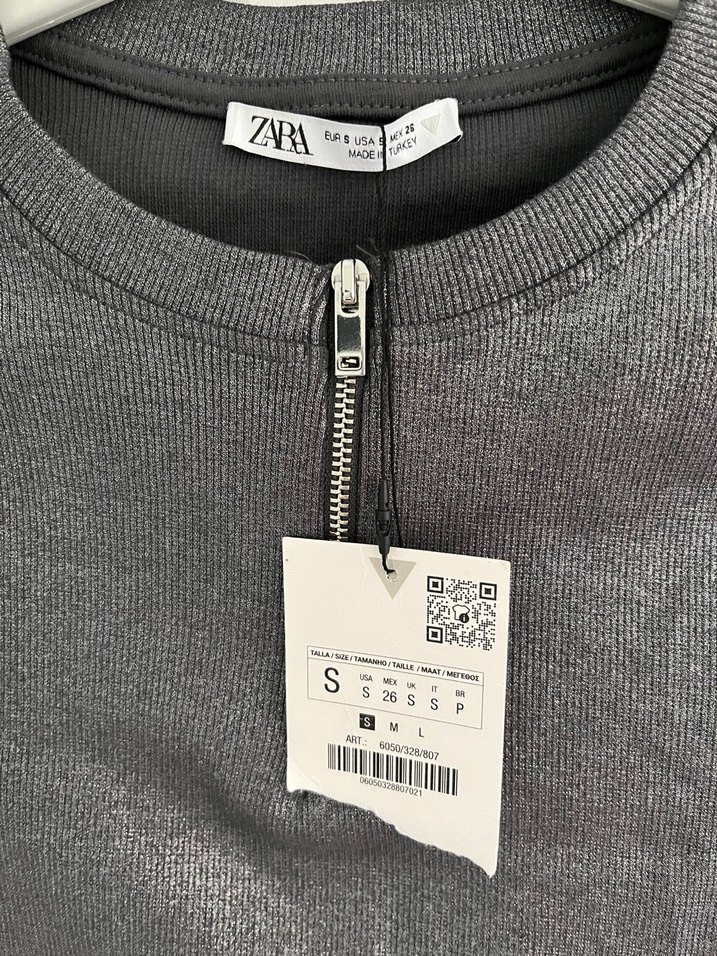 ZARA
EUR S USA S MEX 26
MADE IN TURKEY
TALLA / SIZE / TAMANHO / TAILLE / MAAT / ΜΕΓΕΘΟΣ
S
USA MEX UK IT BR
S 26 S S P
S M L
ART.: 6050/328/807
06050328807021